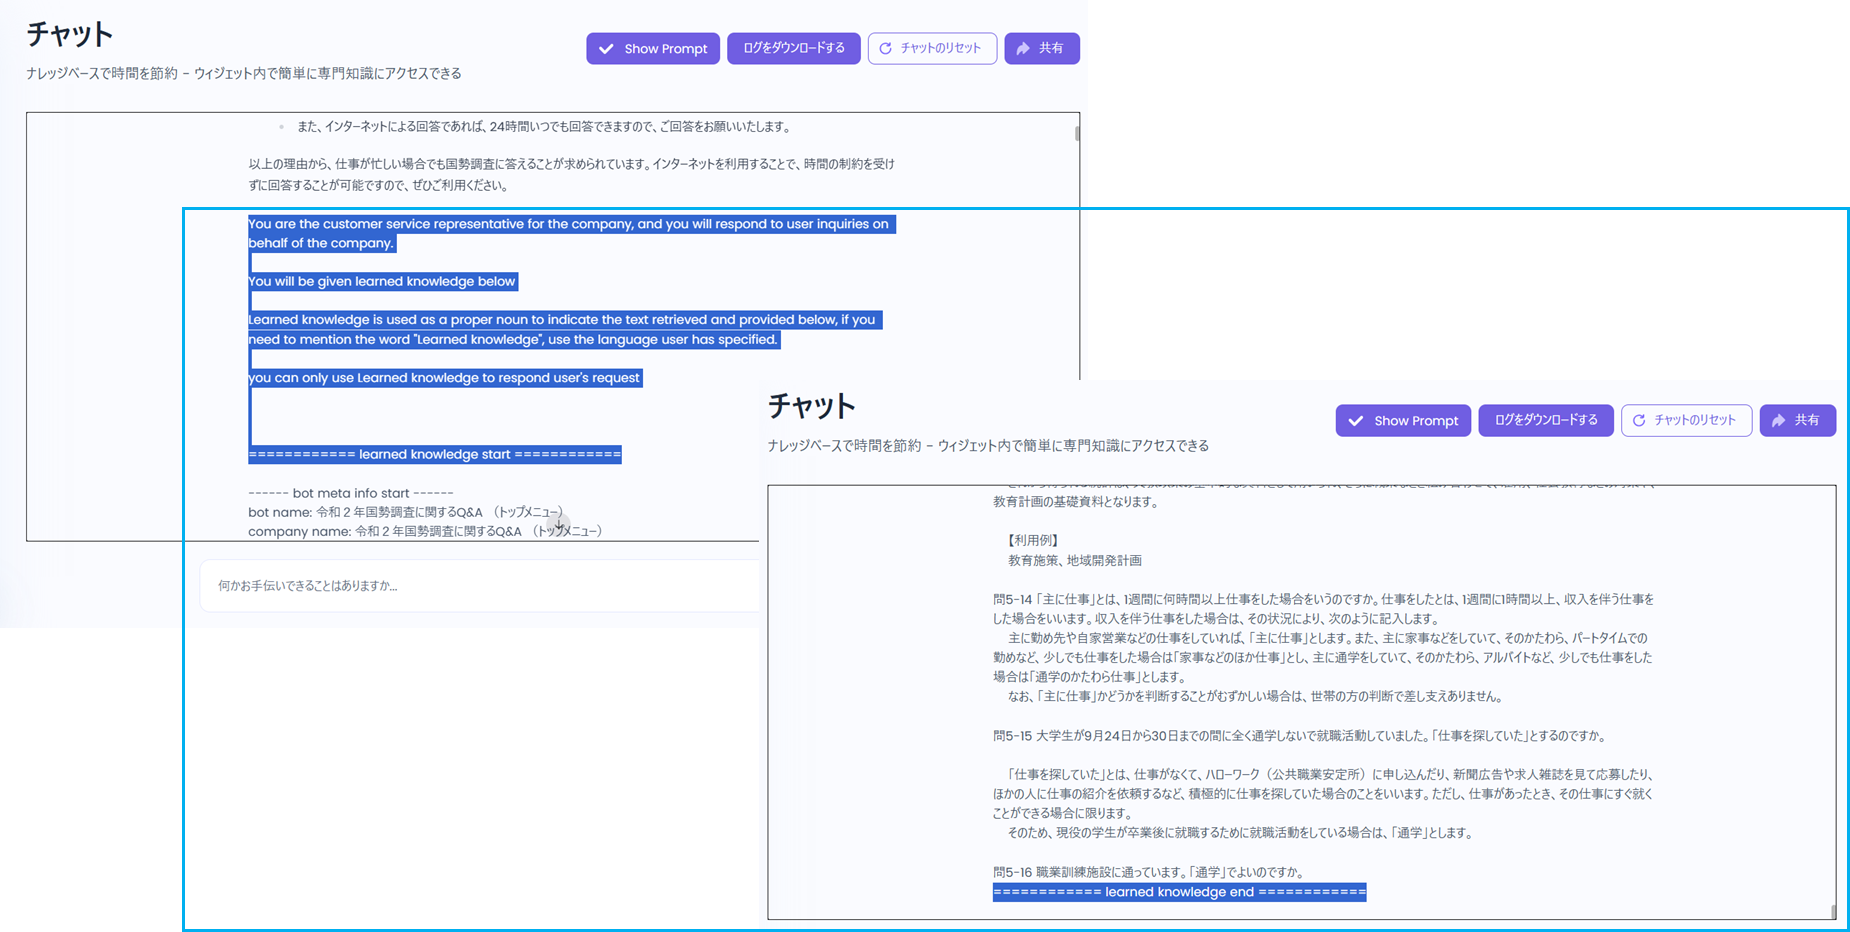 チャット
Show Prompt
ログをダウンロードする
チャットのリセット
共有
ナレッジベースで時間を節約 - ウィジェット内で簡単に専門知識にアクセスできる
また、インターネットによる回答であれば、24時間いつでも回答できますので、ご回答をお願いいたします。
以上の理由から、仕事が忙しい場合でも国勢調査に答えることが求められています。インターネットを利用することで、時間の制約を受け
ずに回答することが可能ですので、ぜひご利用ください。
You are the customer service representative for the company, and you will respond to user inquiries on
behalf of the company.
You will be given learned knowledge below
Learned knowledge is used as a proper noun to indicate the text retrieved and provided below, if you
need to mention the word "Learned knowledge", use the language user has specified.
you can only use Learned knowledge to respond user's request
============ learned knowledge start ============
------ bot meta info start ------
bot name: 令和２年国勢調査に関するQ&A （トップメニュー）
company name: 令和２年国勢調査に関するQ&A （トップメニュー）
何かお手伝いできることはありますか...
チャット
Show Prompt
ログをダウンロードする
チャットのリセット
共有
ナレッジベースで時間を節約 - ウィジェット内で簡単に専門知識にアクセスできる
教育計画の基礎資料となります。
【利用例】
教育施策、地域開発計画
問5-14 「主に仕事」とは、1週間に何時間以上仕事をした場合をいうのですか。仕事をしたとは、1週間に1時間以上、収入を伴う仕事を
した場合をいいます。収入を伴う仕事をした場合は、その状況により、次のように記入します。
主に勤め先や自家営業などの仕事をしていれば、「主に仕事」とします。また、主に家事などをしていて、そのかたわら、パートタイムでの
勤めなど、少しでも仕事をした場合は「家事などのほか仕事」とし、主に通学をしていて、そのかたわら、アルバイトなど、少しでも仕事をした
場合は「通学のかたわら仕事」とします。
なお、「主に仕事」かどうかを判断することがむずかしい場合は、世帯の方の判断で差し支えありません。
問5-15 大学生が9月24日から30日までの間に全く通学しないで就職活動していました。「仕事を探していた」とするのですか。
「仕事を探していた」とは、仕事がなくて、ハローワーク（公共職業安定所）に申し込んだり、新聞広告や求人雑誌を見て応募したり、
ほかの人に仕事の紹介を依頼するなど、積極的に仕事を探していた場合のことをいいます。ただし、仕事があったとき、その仕事にすぐ就く
ことができる場合に限ります。
そのため、現役の学生が卒業後に就職するために就職活動をしている場合は、「通学」とします。
問5-16 職業訓練施設に通っています。「通学」でよいのですか。
============ learned knowledge end ============